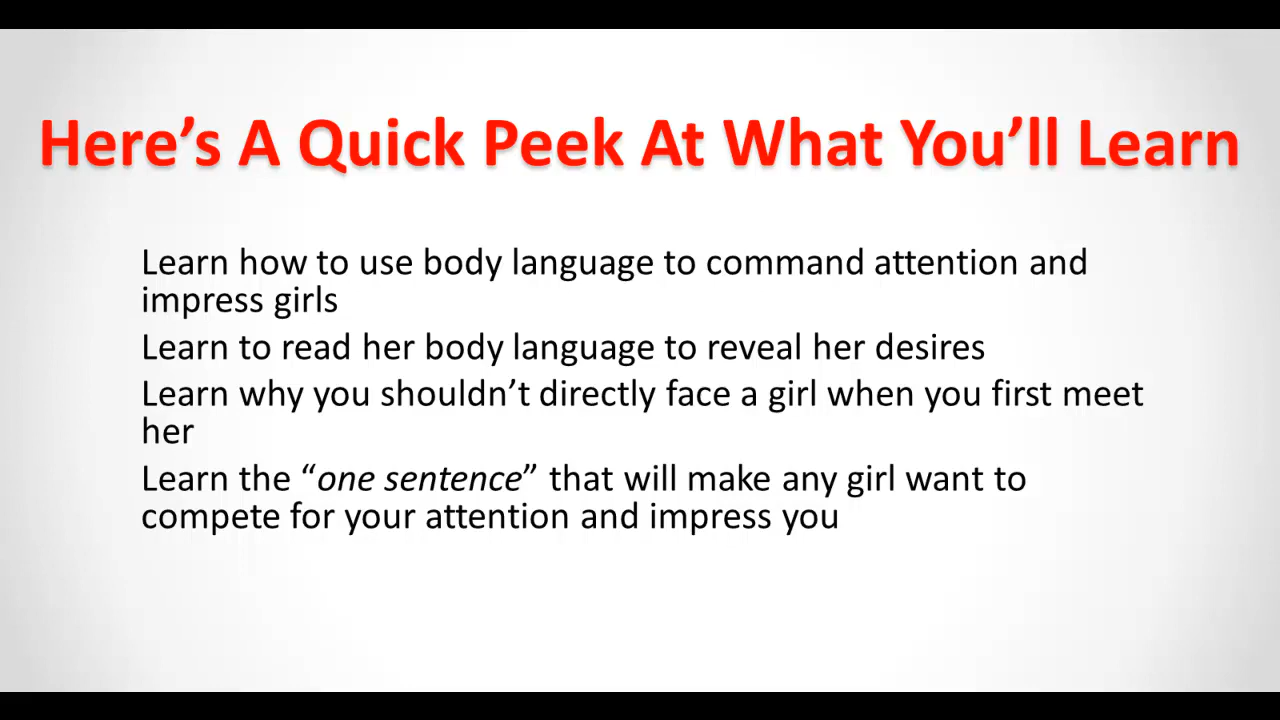 Here’s A Quick Peek At What You’ll Learn
Learn how to use body language to command attention and
impress girls
Learn to read her body language to reveal her desires
Learn why you shouldn’t directly face a girl when you first meet
her
Learn the “one sentence” that will make any girl want to
compete for your attention and impress you